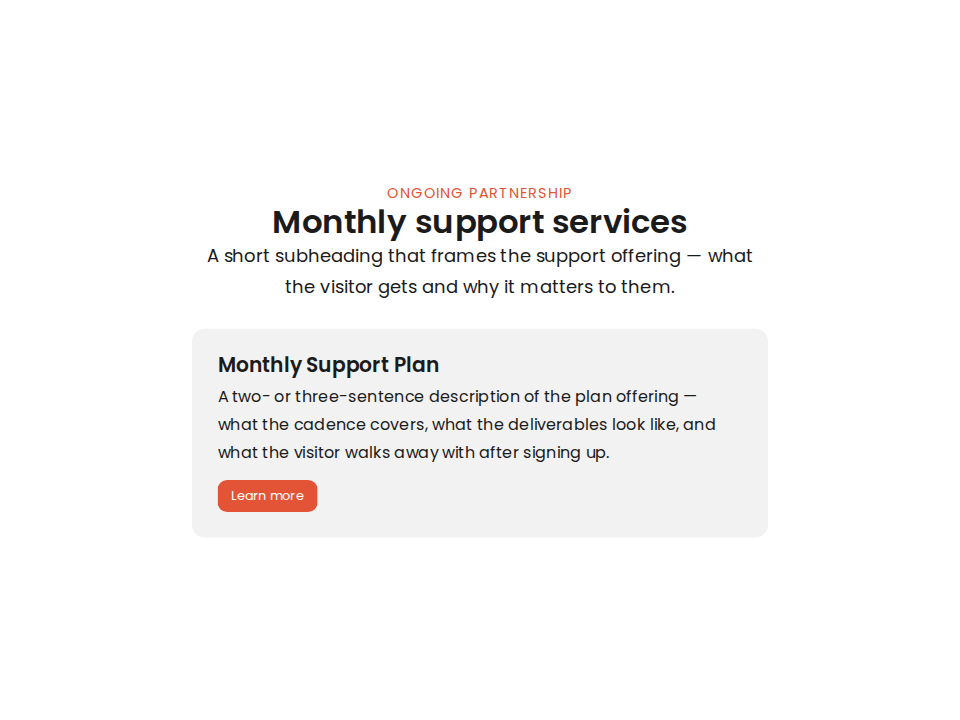 ONGOING PARTNERSHIP
Monthly support services
A short subheading that frames the support offering — what
the visitor gets and why it matters to them.
Monthly Support Plan
A two- or three-sentence description of the plan offering —
what the cadence covers, what the deliverables look like, and
what the visitor walks away with after signing up.
Learn more